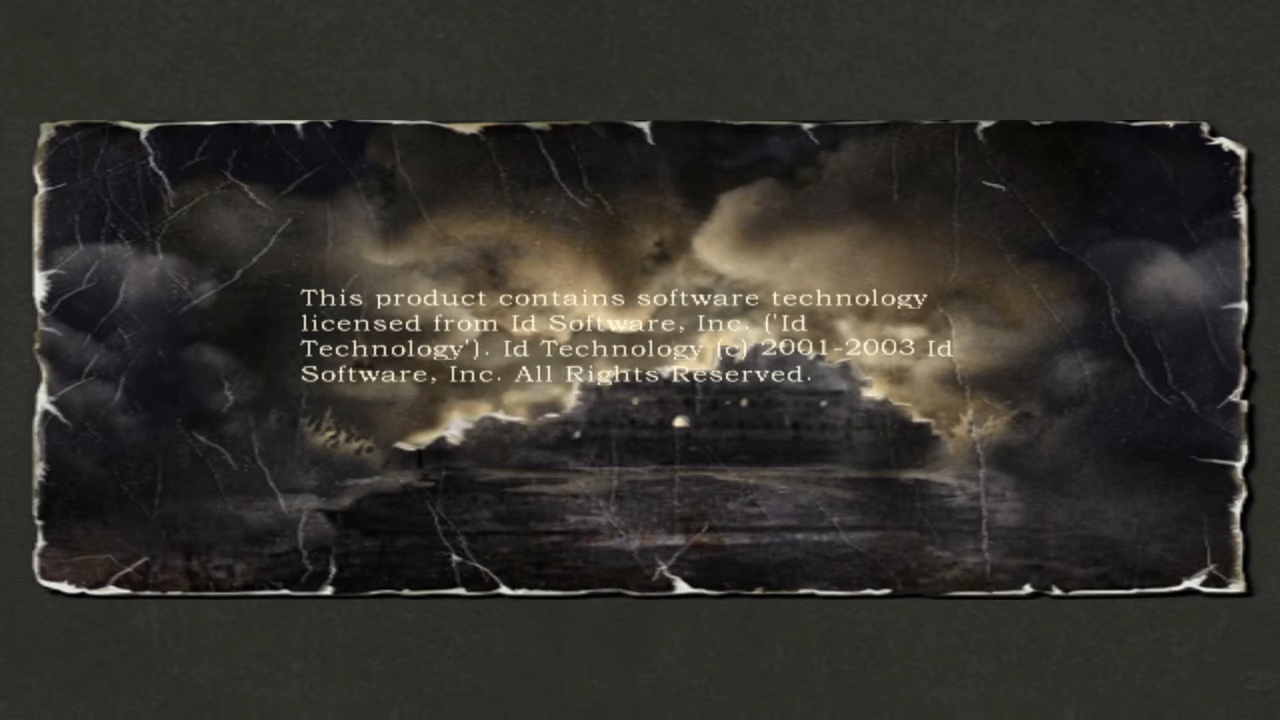 This product contains software technology
licensed from Id Software, Inc. ('Id
Technology'). Id Technology (c) 2001-2003 Id
Software, Inc. All Rights Reserved.